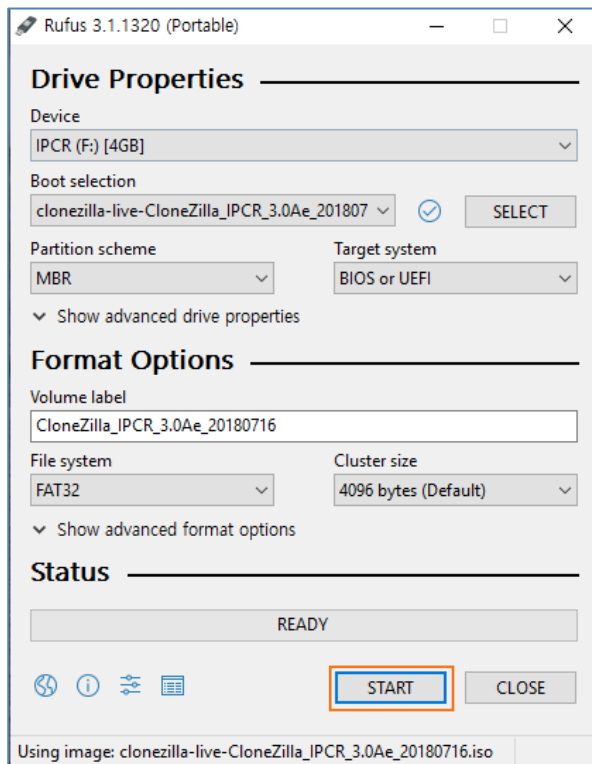 Rufus 3.1.1320 (Portable)
Drive Properties
Device
IPCR (F:) [4GB]
Boot selection
clonezilla-live-CloneZilla_IPCR_3.0Ae_201807
SELECT
Partition scheme
Target system
MBR
BIOS or UEFI
Show advanced drive properties
Format Options
Volume label
CloneZilla_IPCR_3.0Ae_20180716
File system
Cluster size
FAT32
4096 bytes (Default)
Show advanced format options
Status
READY
START
CLOSE
Using image: clonezilla-live-CloneZilla_IPCR_3.0Ae_20180716.iso